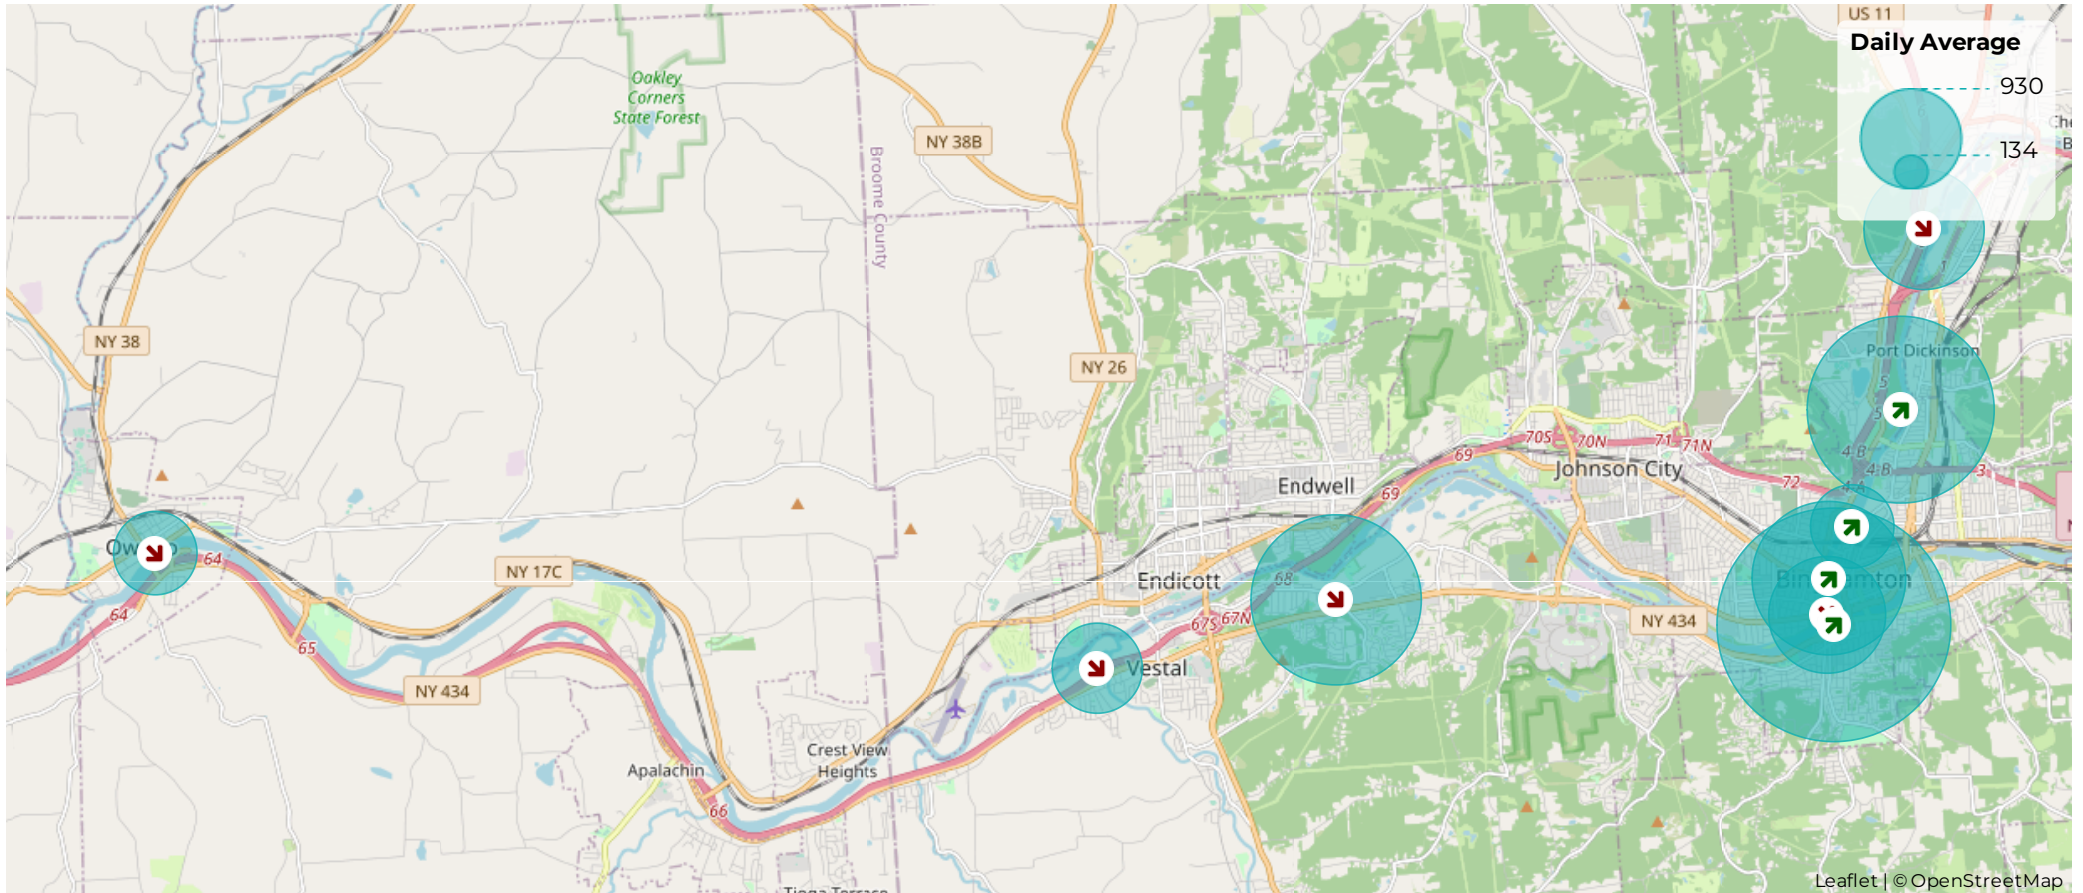 US 11
Daily Average
930
134
Oakley
Corners
State Forest
NY 38B
Broome County
1
NY 38
NY 26
Port Dickinson
5
70S
70N
71
71N
69
Johnson City
4-B
4-B
3
72
4-A
Endwell
69
64
NY 17C
68
Endicott
64
67S
67N
NY 434
65
Vestal
NY 434
Crest View
Heights
Apalachin
66
Leaflet | © OpenStreetMap